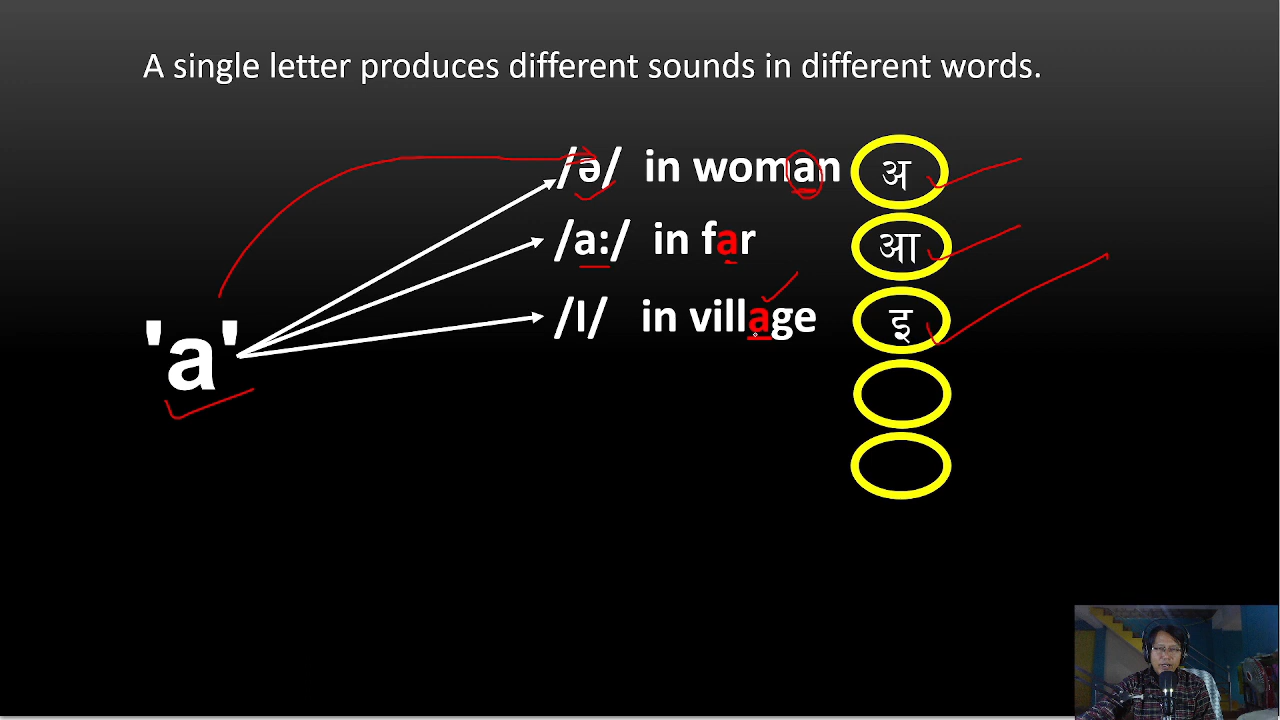 A single letter produces different sounds in different words.
/ə/ in woman अ
/a:/ in far आ
/I/ in village इ
'a'